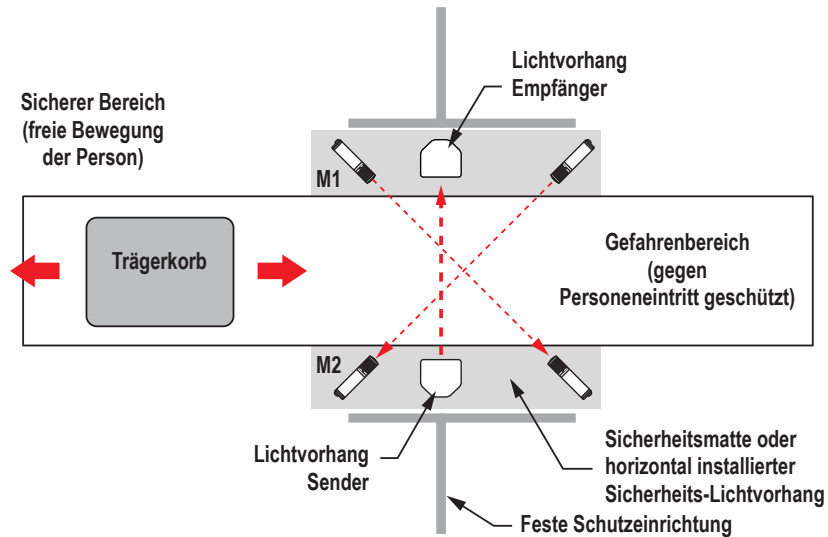 Lichtvorhang
Empfänger
Sicherer Bereich
(freie Bewegung
der Person)
M1
Trägerkorb
Gefahrenbereich
(gegen
Personeneintritt geschützt)
M2
Lichtvorhang
Sender
Sicherheitsmatte oder
horizontal installierter
Sicherheits-Lichtvorhang
Feste Schutzeinrichtung